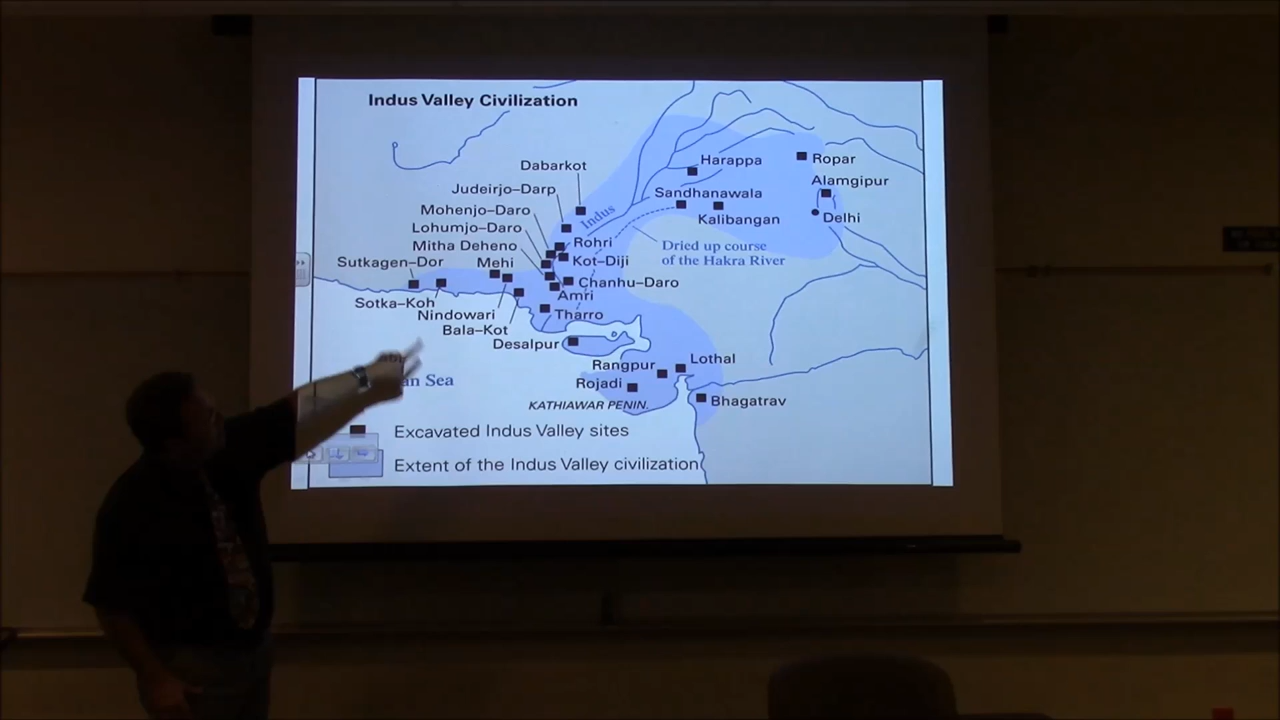 Indus Valley Civilization
Dabarkot
Harappa
Ropar
Alamgipur
Judeirjo–Darp
Sandhanawala
Mohenjo–Daro
Indus
Kalibangan
Delhi
Lohumjo–Daro
Mitha Deheno
Rohri
Dried up course
of the Hakra River
Sutkagen–Dor
Mehi
Kot–Diji
Chanhu–Daro
Sotka–Koh
Amri
Nindowari
Tharro
Bala–Kot
Desalpur
Rangpur
Lothal
Sea
Rojadi
KATHIAWAR PENIN.
Bhagatrav
Excavated Indus Valley sites
Extent of the Indus Valley civilization